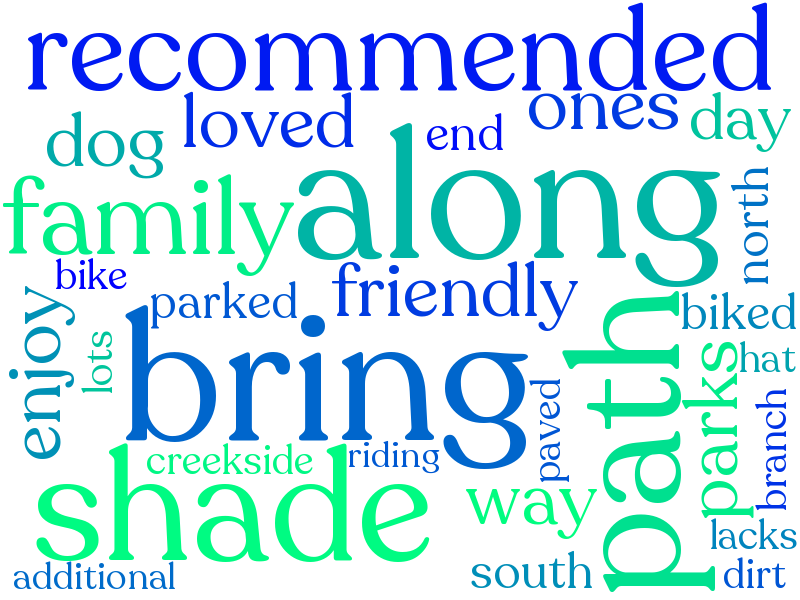 recommended
loved
ones
day
dog
end
family
along
north
bike
friendly
parked
biked
enjoy
lots
bring
path
parks
hat
paved
branch
creekside
riding
shade
way
lacks
additional
south
dirt